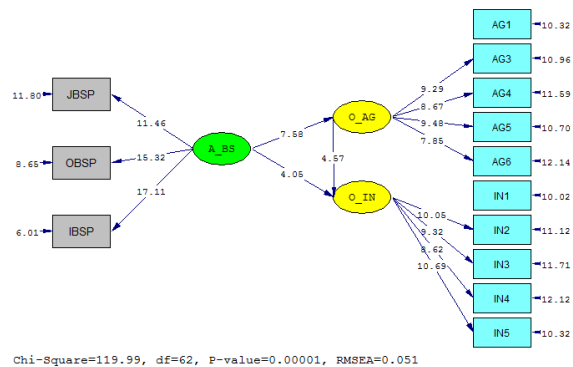 AG1 10.32
AG3 10.96
9.29
11.80 JBSP
8.67
AG4 11.59
O_AG
11.46
9.48
AG5 10.70
7.58
7.85
8.65 OBSP
15.32
A_BS
AG6 12.14
4.57
4.05
IN1 10.02
O_IN
17.11
10.05
IN2 11.12
6.01 IBSP
9.32
8.62
IN3 11.71
10.69
IN4 12.12
IN5 10.32
Chi-Square=119.99, df=62, P-value=0.00001, RMSEA=0.051